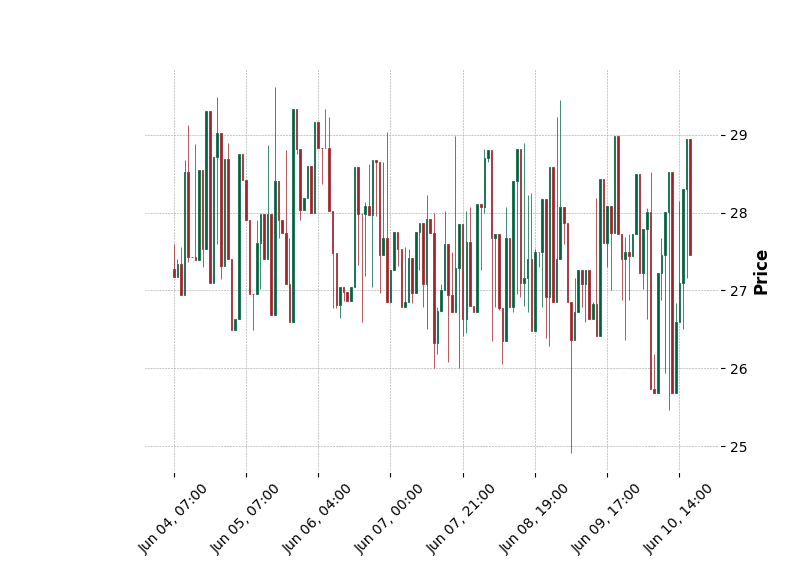 29
28
27
26
25
Price
Jun 04, 07:00
Jun 05, 07:00
Jun 06, 04:00
Jun 07, 00:00
Jun 07, 21:00
Jun 08, 19:00
Jun 09, 17:00
Jun 10, 14:00